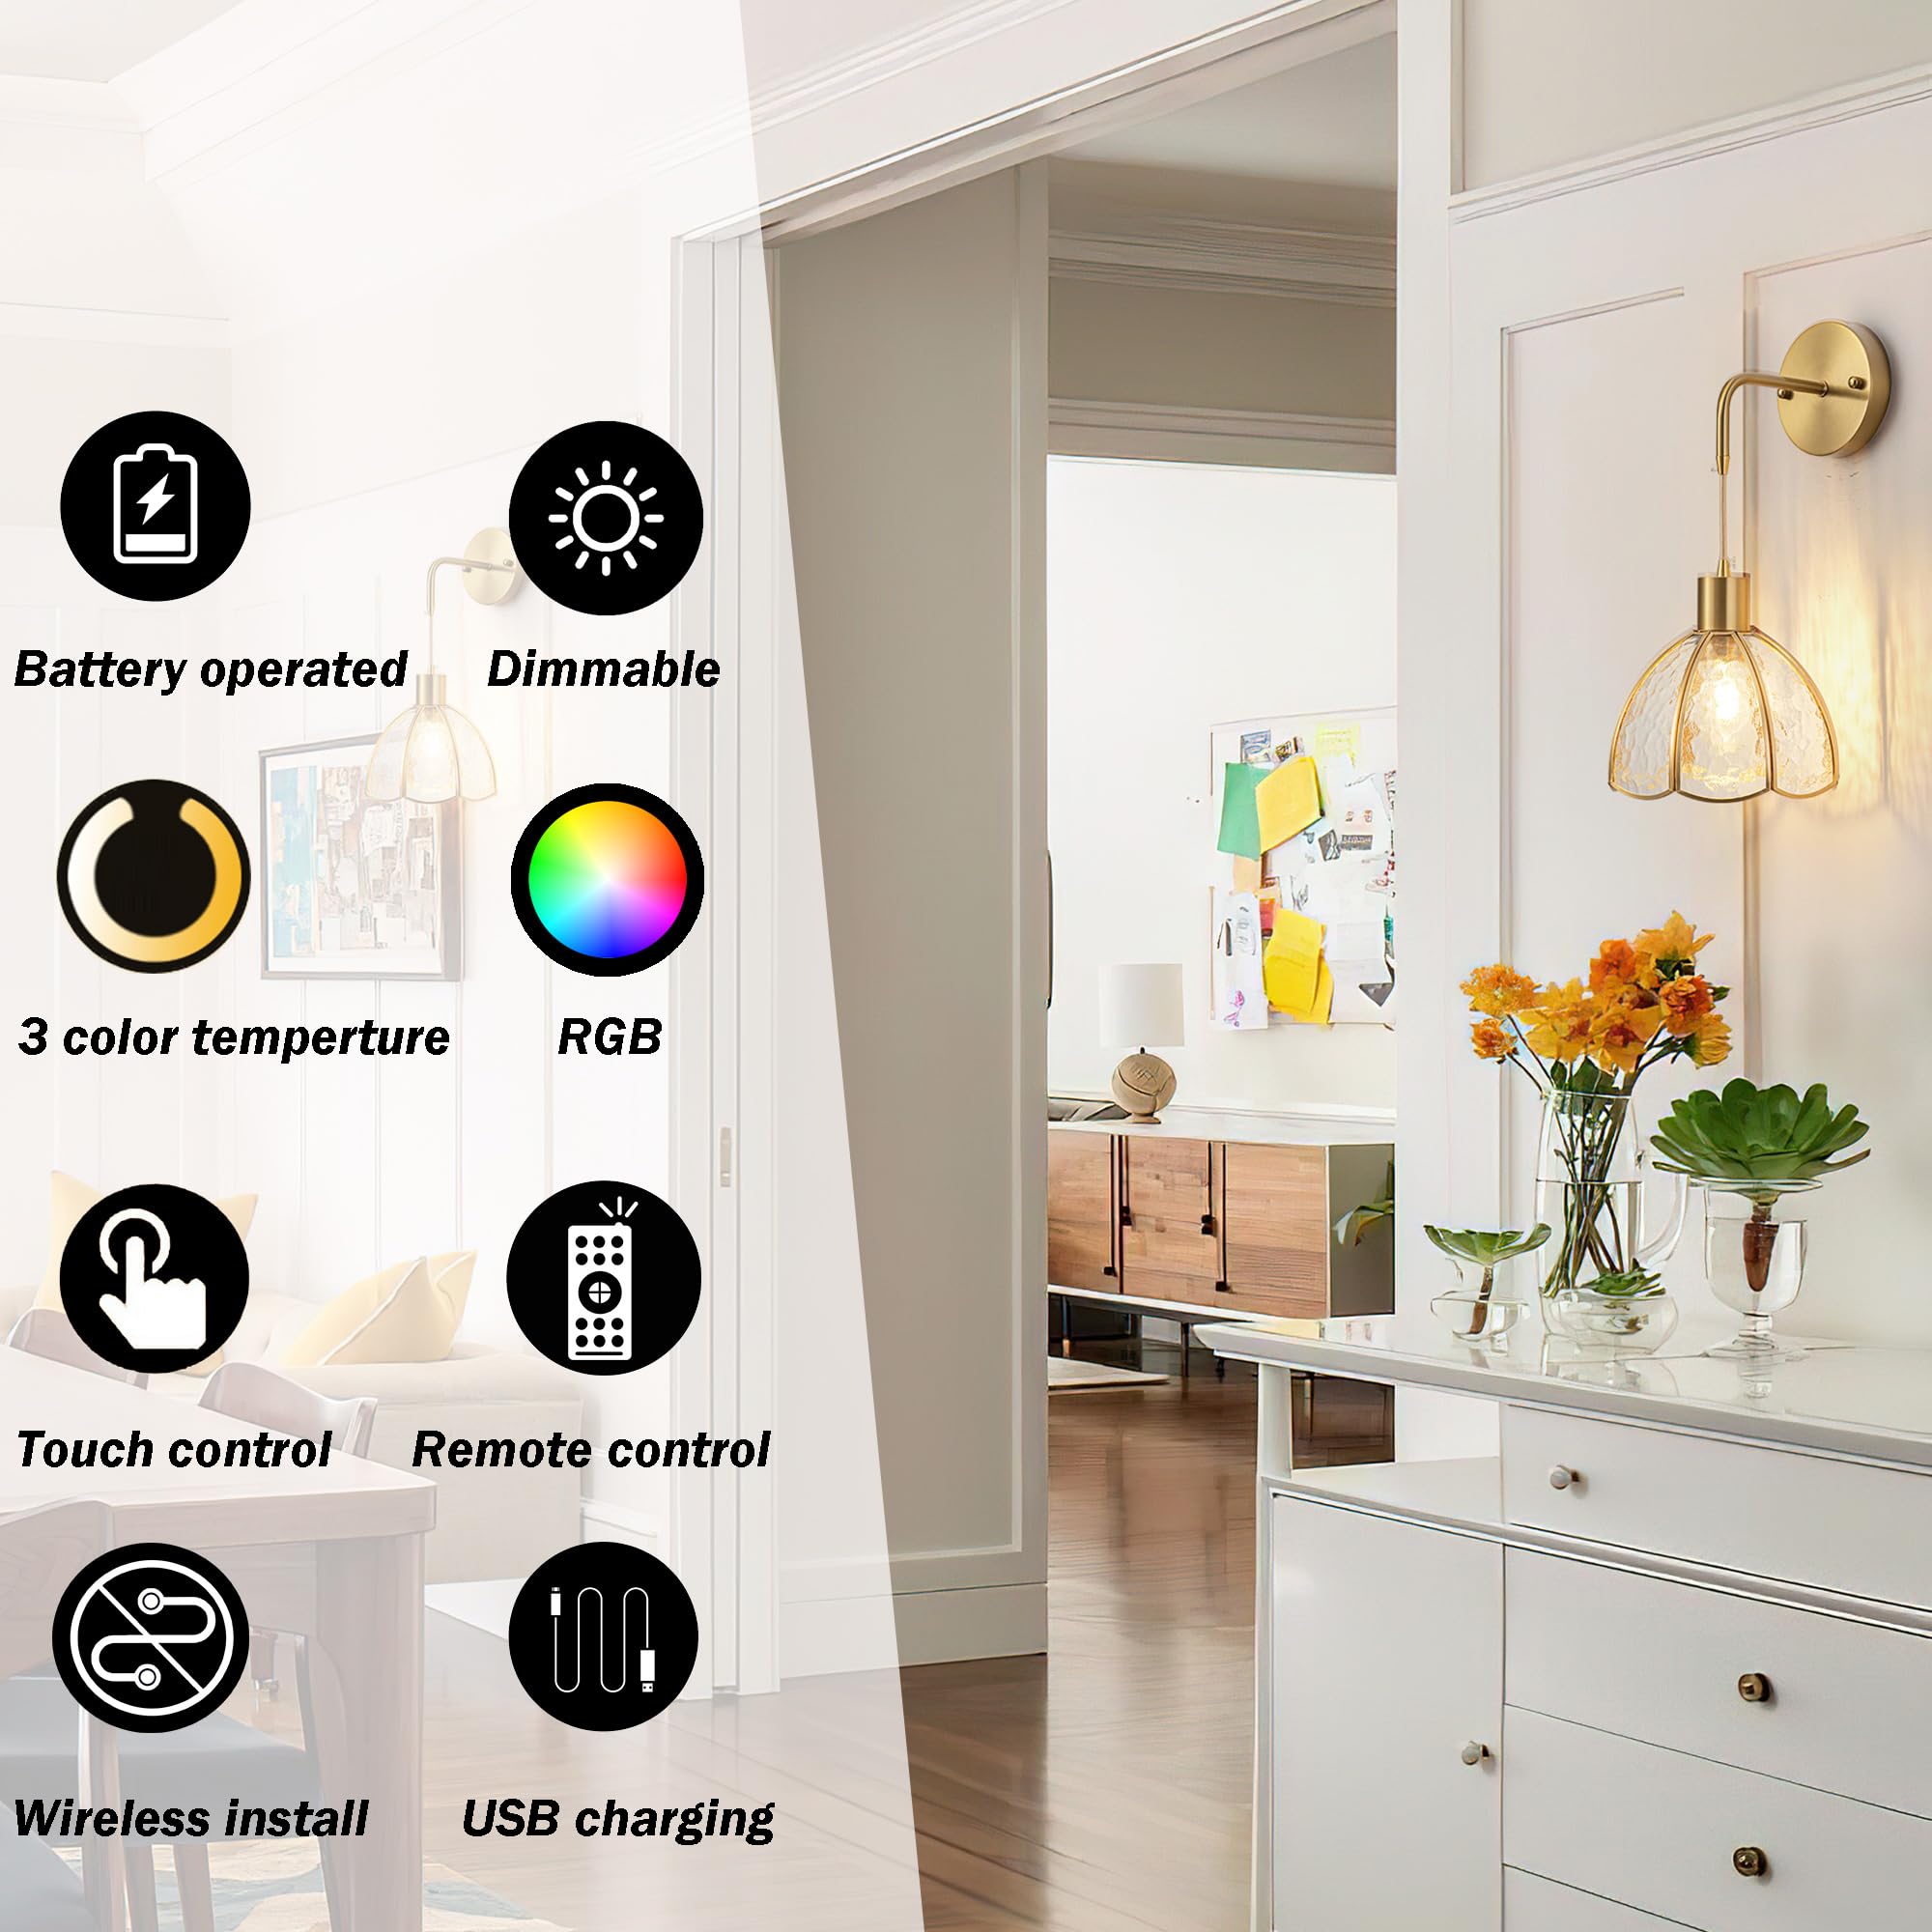 Battery operated
Dimmable
3 color temperture
RGB
Touch control
Remote control
Wireless install
USB charging